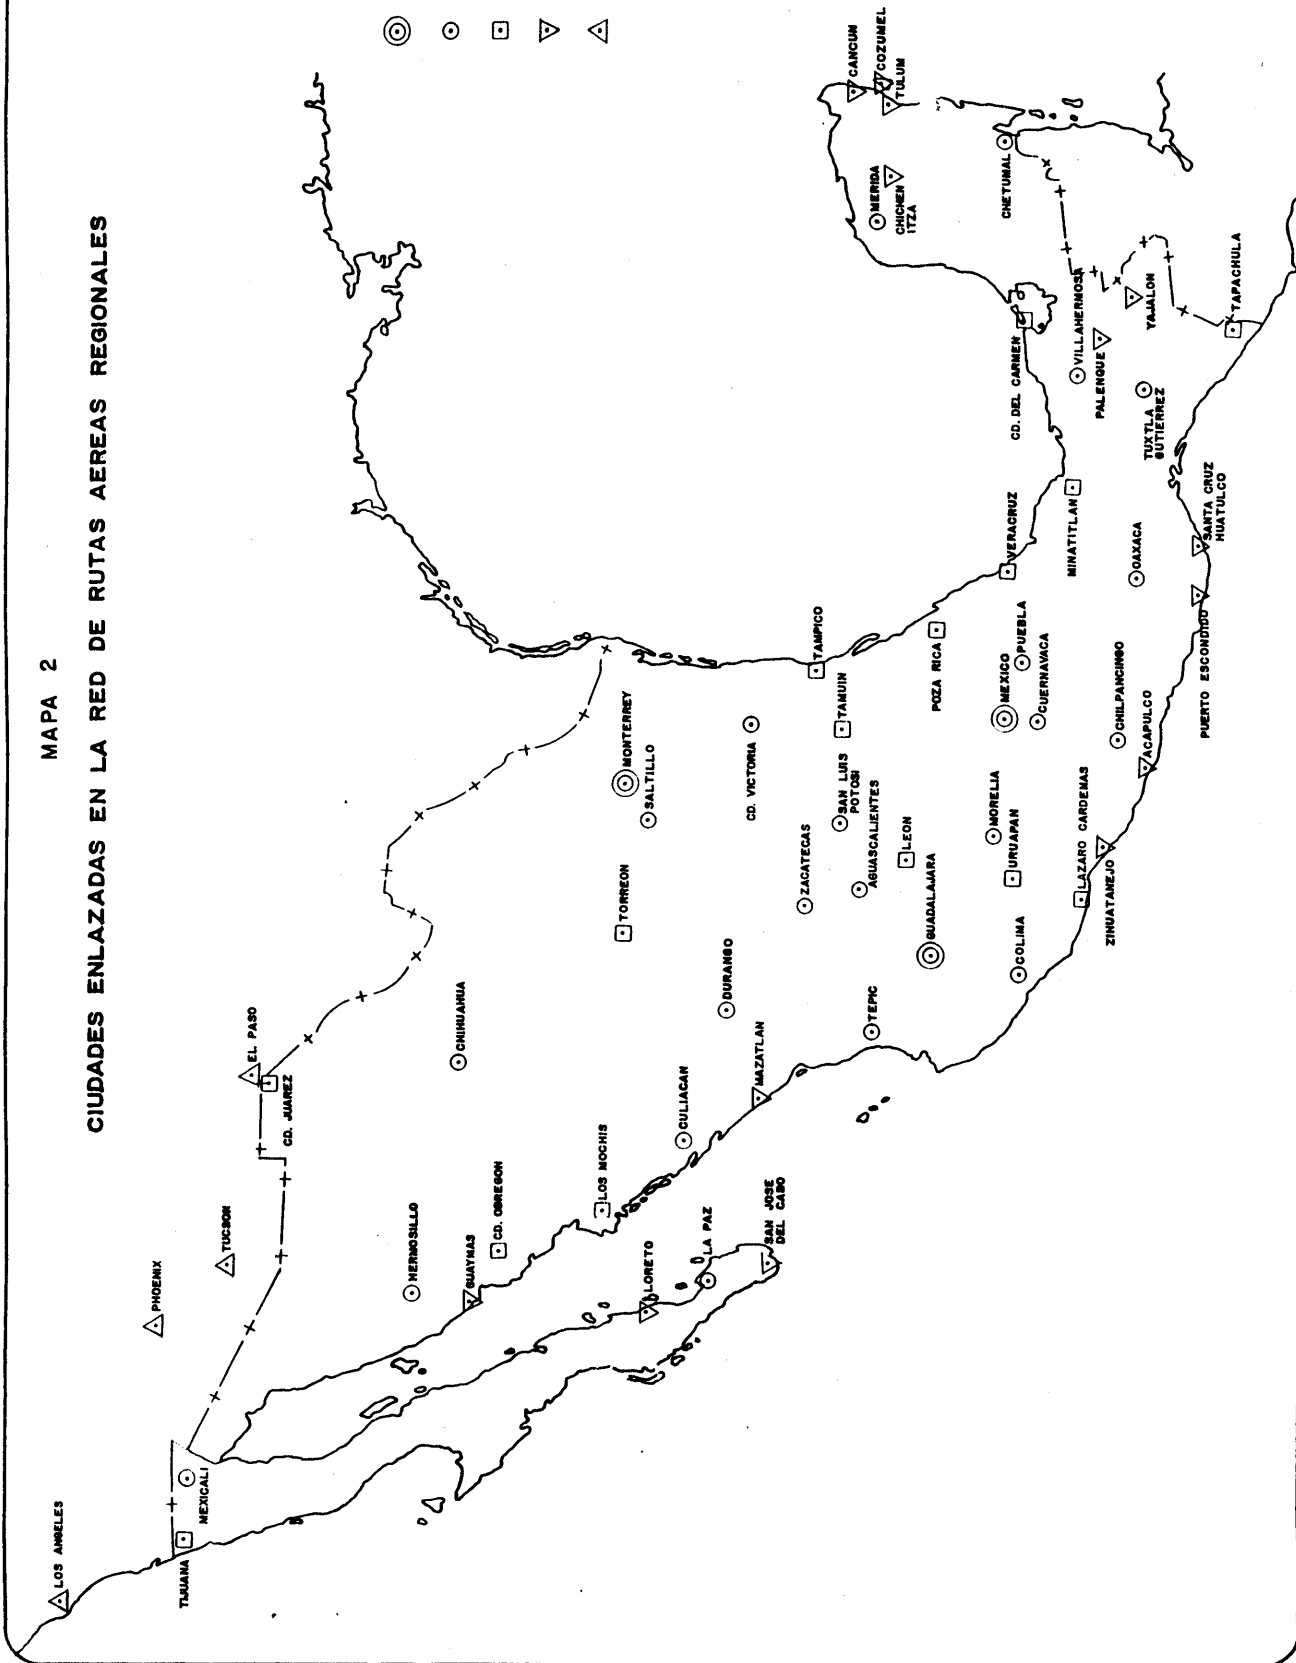 MAPA 2
CIUDADES ENLAZADAS EN LA RED DE RUTAS AEREAS REGIONALES
LOS ANGELES
TIJUANA
MEXICALI
PHOENIX
TUCSON
EL PASO
CD. JUAREZ
HERMOSILLO
GUAYMAS
CD. OBREGON
CHIHUAHUA
LOS MOCHIS
LORETO
LA PAZ
SAN JOSE
DEL CABO
CULIACAN
MAZATLAN
DURANGO
TORREON
MONTERREY
SALTILLO
CD. VICTORIA
ZACATECAS
TAMPICO
TAMUIN
SAN LUIS
POTOSI
AGUASCALIENTES
LEON
TEPIC
GUADALAJARA
POZA RICA
COLIMA
MORELIA
URUAPAN
MEXICO
PUEBLA
CUERNAVACA
VERACRUZ
LAZARO CARDENAS
ZIHUATANEJO
CHILPANCINGO
ACAPULCO
MINATITLAN
OAXACA
PUERTO ESCONDIDO
SANTA CRUZ
HUATULCO
CD. DEL CARMEN
VILLAHERMOSA
PALENQUE
TUXTLA
GUTIERREZ
YAJALON
TAPACHULA
MERIDA
CHICHEN
ITZA
CANCUN
COZUMEL
TULUM
CHETUMAL